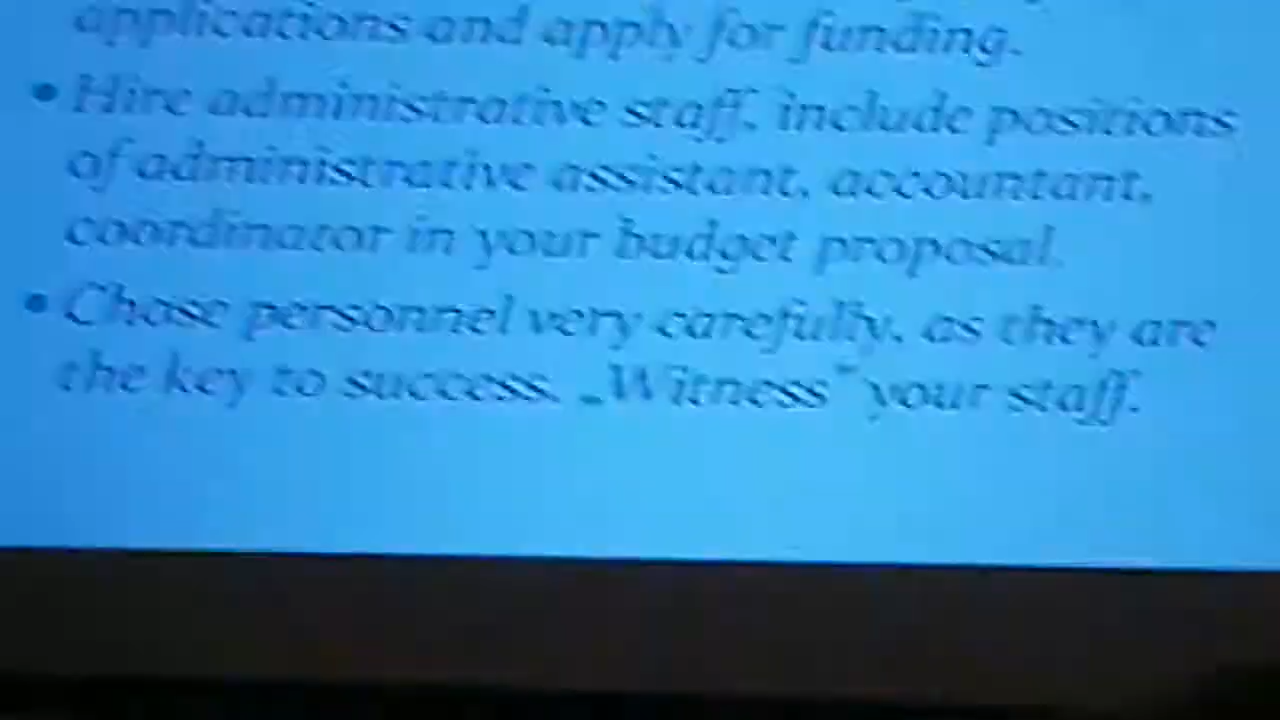 applications and apply for funding.
• Hire administrative staff, include positions
of administrative assistant, accountant,
coordinator in your budget proposal.
• Chose personnel very carefully, as they are
the key to success. „Witness“ your staff.